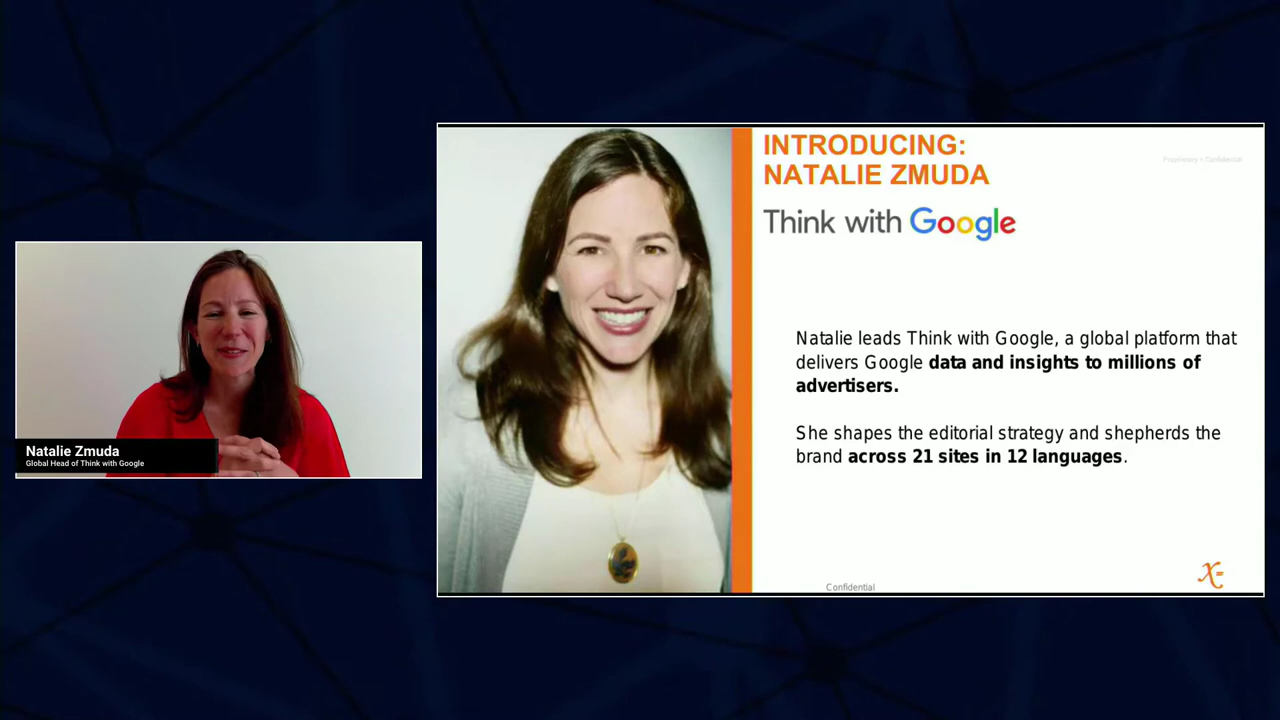 INTRODUCING:
NATALIE ZMUDA
Proprietary + Confidential
Think with Google
Natalie leads Think with Google, a global platform that
delivers Google data and insights to millions of
advertisers.
She shapes the editorial strategy and shepherds the
brand across 21 sites in 12 languages.
Confidential
X=
Natalie Zmuda
Global Head of Think with Google